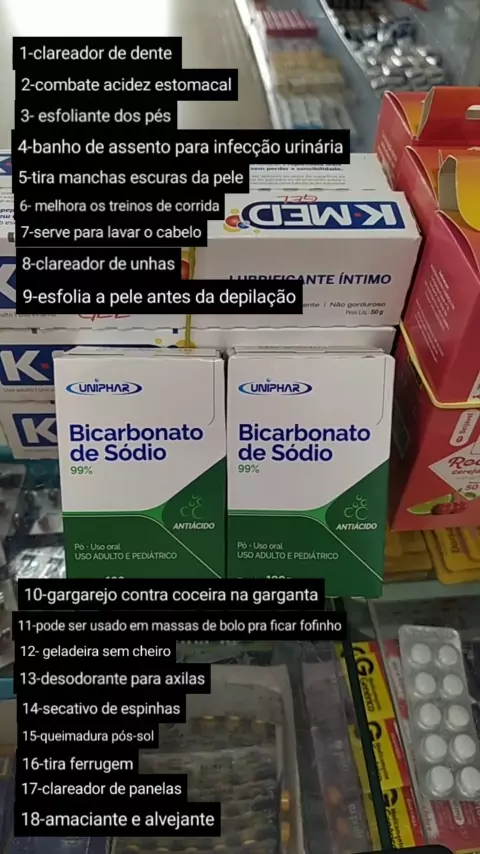 1-clareador de dente
2-combate acidez estomacal
3- esfoliante dos pés
4-banho de assento para infecção urinária
5-tira manchas escuras da pele
6- melhora os treinos de corrida
7-serve para lavar o cabelo
8-clareador de unhas
9-esfolia a pele antes da depilação
K-MED
GEL
LUBRIFICANTE ÍNTIMO
Não gorduroso
50 g
UNIPHAR
Bicarbonato
de Sódio
99%
ANTIÁCIDO
Pó • Uso oral
USO ADULTO E PEDIÁTRICO
UNIPHAR
Bicarbonato
de Sódio
99%
ANTIÁCIDO
Pó • Uso oral
USO ADULTO E PEDIÁTRICO
10-gargarejo contra coceira na garganta
11-pode ser usado em massas de bolo pra ficar fofinho
12- geladeira sem cheiro
13-desodorante para axilas
14-secativo de espinhas
15-queimadura pós-sol
16-tira ferrugem
17-clareador de panelas
18-amaciante e alvejante